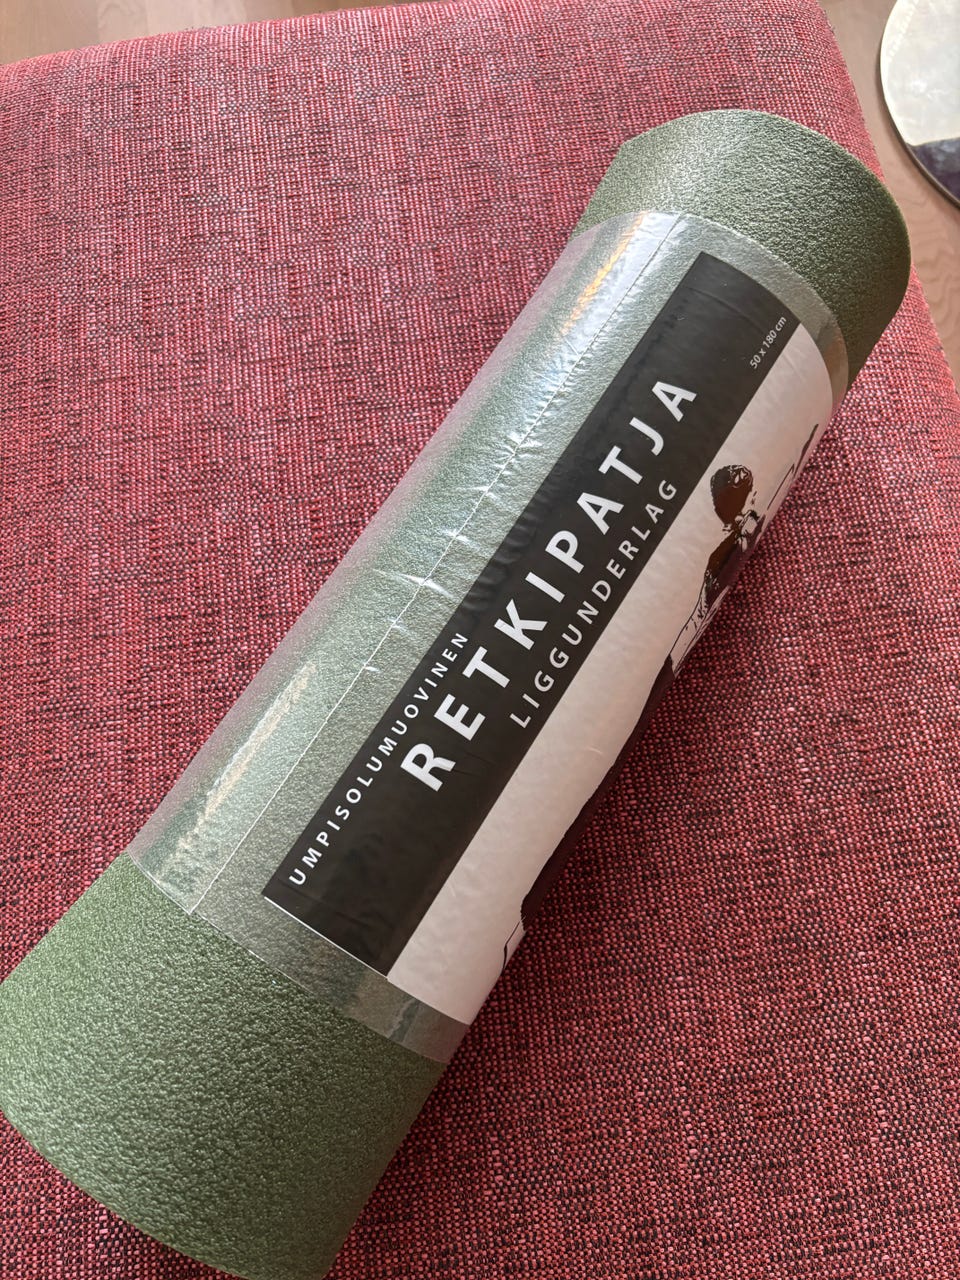 UMPISOLUMUOVINEN
RETKIPATJA
LIGGUNDERLAG
50 x 180 cm